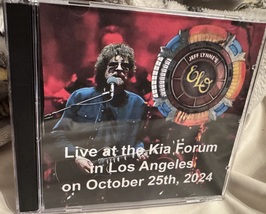 JEFF LYNNE'S
ELO
Live at the Kia Forum
in Los Angeles
on October 25th, 2024